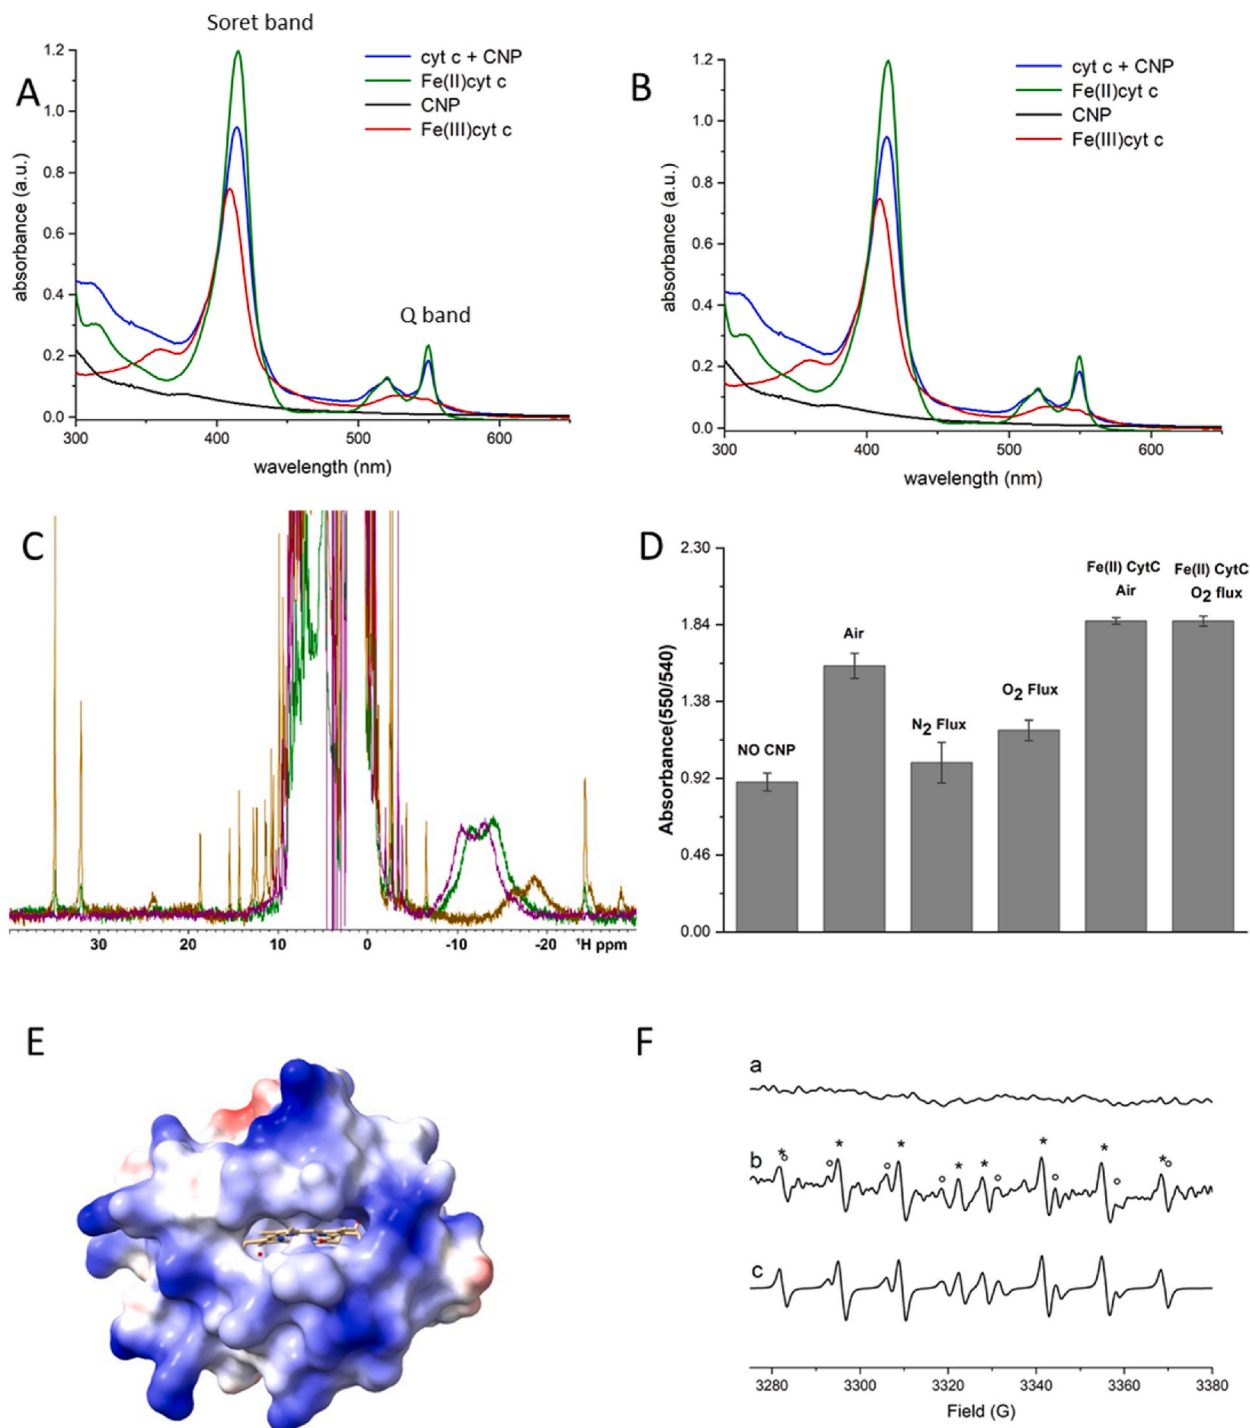 A
Soret band
cyt c + CNP
Fe(II)cyt c
CNP
Fe(III)cyt c
Q band
1.2
1.0
0.8
0.6
0.4
0.2
0.0
absorbance (a.u.)
300 400 500 600
wavelength (nm)
B
cyt c + CNP
Fe(II)cyt c
CNP
Fe(III)cyt c
1.2
1.0
0.8
0.6
0.4
0.2
0.0
absorbance (a.u.)
300 400 500 600
wavelength (nm)
C
30 20 10 0 -10 -20 ¹H ppm
D
2.30
1.84
1.38
0.92
0.46
0.00
Absorbance(550/540)
NO CNP
Air
N2 Flux
O2 Flux
Fe(II) CytC
Air
Fe(II) CytC
O2 flux
E
F
a
b
* ° ° * ° * ° * * ° * ° * ° * °
c
3280 3300 3320 3340 3360 3380
Field (G)